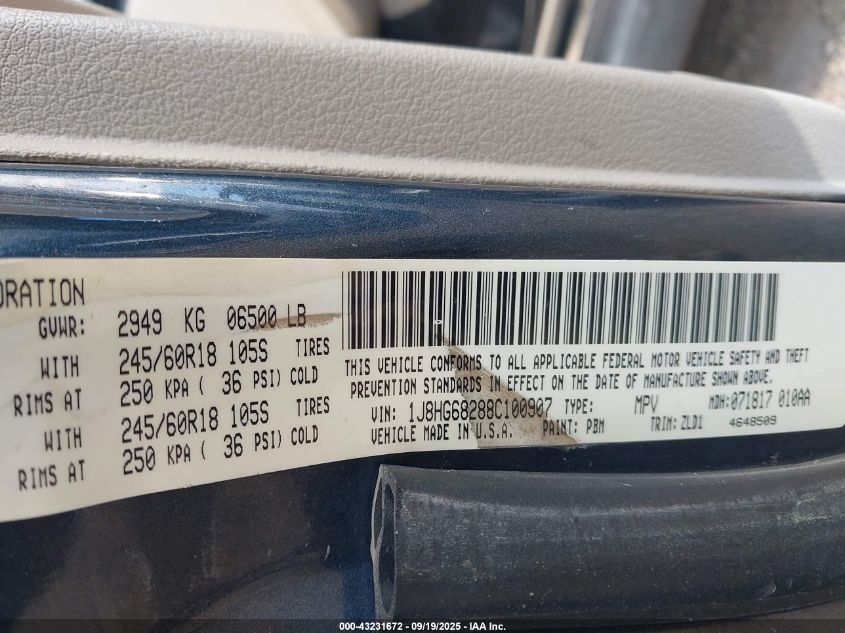 ORATION
GVWR: 2949 KG 06500 LB
WITH 245/60R18 105S TIRES
RIMS AT 250 KPA ( 36 PSI) COLD
WITH 245/60R18 105S TIRES
RIMS AT 250 KPA ( 36 PSI) COLD
THIS VEHICLE CONFORMS TO ALL APPLICABLE FEDERAL MOTOR VEHICLE SAFETY AND THEFT
PREVENTION STANDARDS IN EFFECT ON THE DATE OF MANUFACTURE SHOWN ABOVE.
VIN: 1J8HG68288C100907 TYPE: MPV MDH: 071817 010AA
VEHICLE MADE IN U.S.A. PAINT: PBM TRIM: ZLD1 4648509
000-43231672 - 09/19/2025 - IAA Inc.